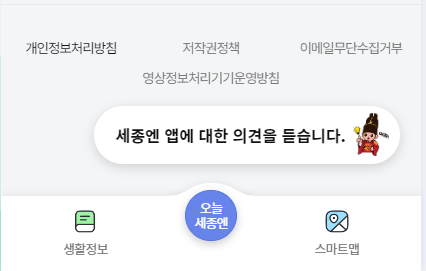 개인정보처리방침 저작권정책 이메일무단수집거부
영상정보처리기기운영방침
세종엔 앱에 대한 의견을 듣습니다.
오늘
세종엔
생활정보 스마트맵